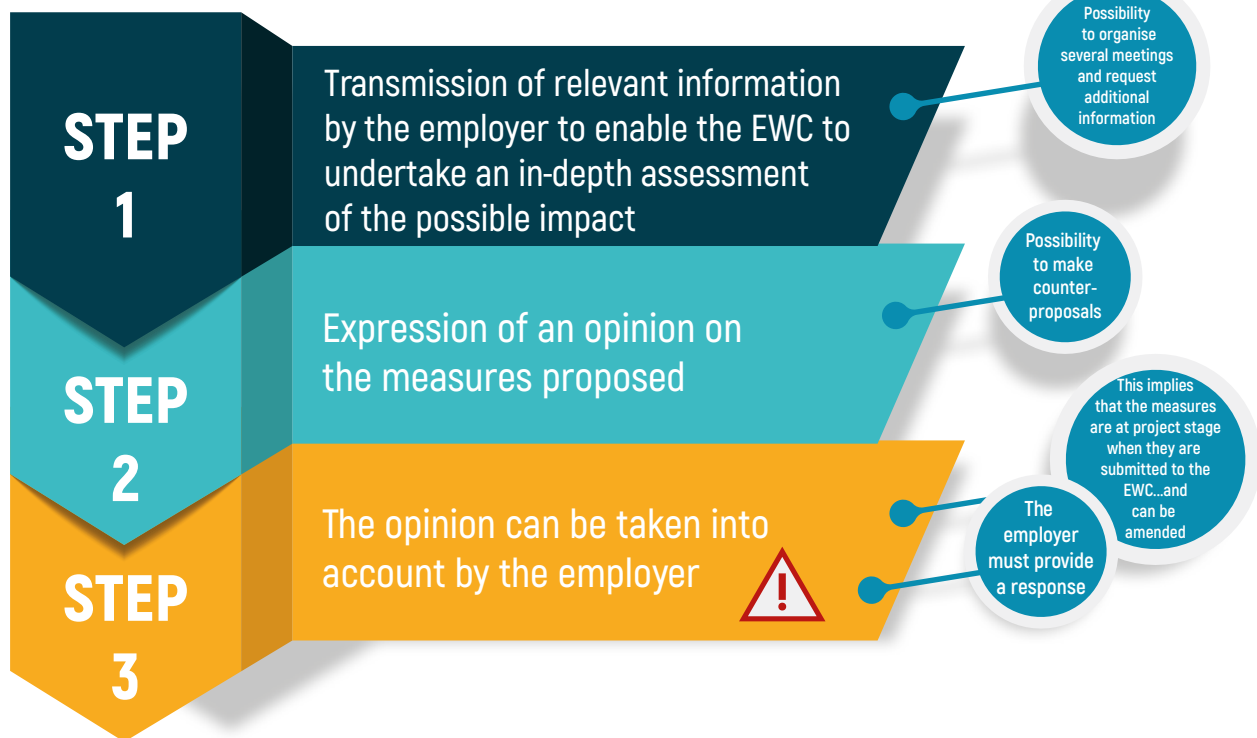 STEP
1
Transmission of relevant information
by the employer to enable the EWC to
undertake an in-depth assessment
of the possible impact
Possibility
to organise
several meetings
and request
additional
information
STEP
2
Expression of an opinion on
the measures proposed
Possibility
to make
counter-
proposals
STEP
3
The opinion can be taken into
account by the employer
!
This implies
that the measures
are at project stage
when they are
submitted to the
EWC...and
can be
amended
The
employer
must provide
a response